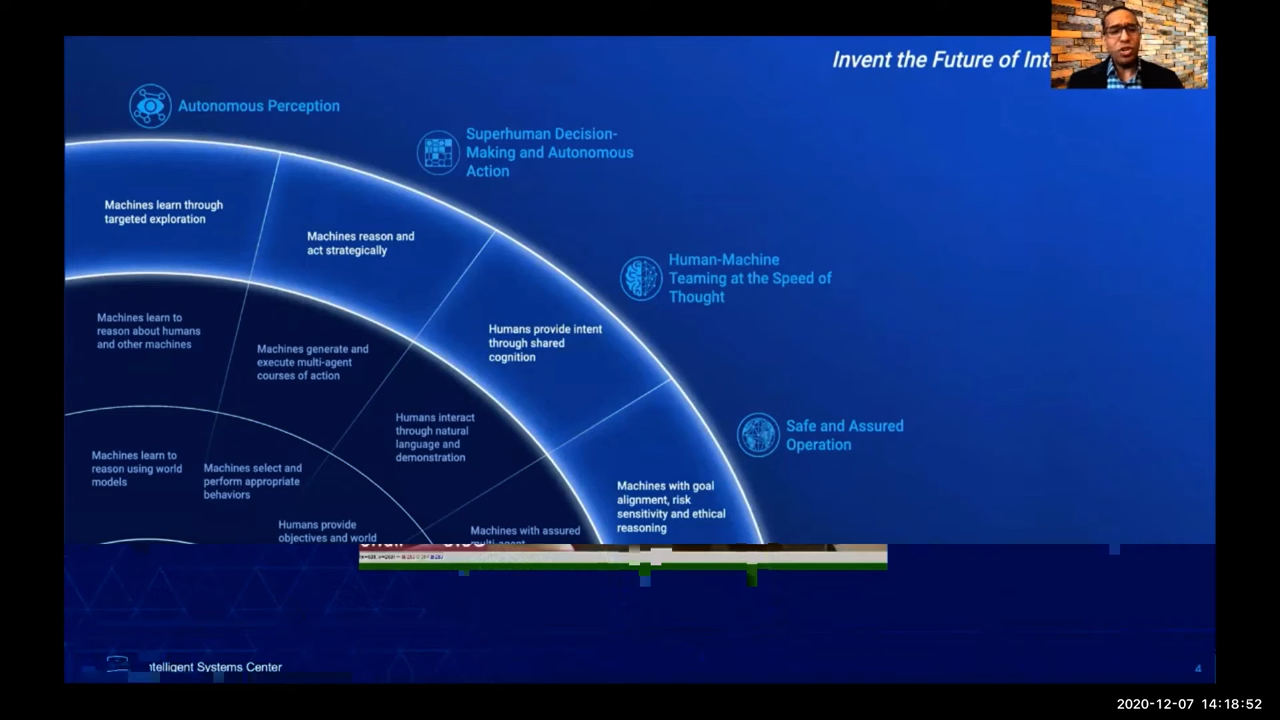 Invent the Future of
Autonomous Perception
Superhuman Decision-
Making and Autonomous
Action
Machines learn through
targeted exploration
Machines reason and
act strategically
Human-Machine
Teaming at the Speed of
Thought
Humans provide intent
through shared
cognition
Machines learn to
reason about humans
and other machines
Machines generate and
execute multi-agent
courses of action
Humans interact
through natural
language and
demonstration
Safe and Assured
Operation
Machines learn to
reason using world
models
Machines select and
perform appropriate
behaviors
Machines with goal
alignment, risk
sensitivity and ethical
reasoning
Humans provide
objectives and world
Machines with assured
multi-agent
ntelligent Systems Center
4
2020-12-07 14:18:52